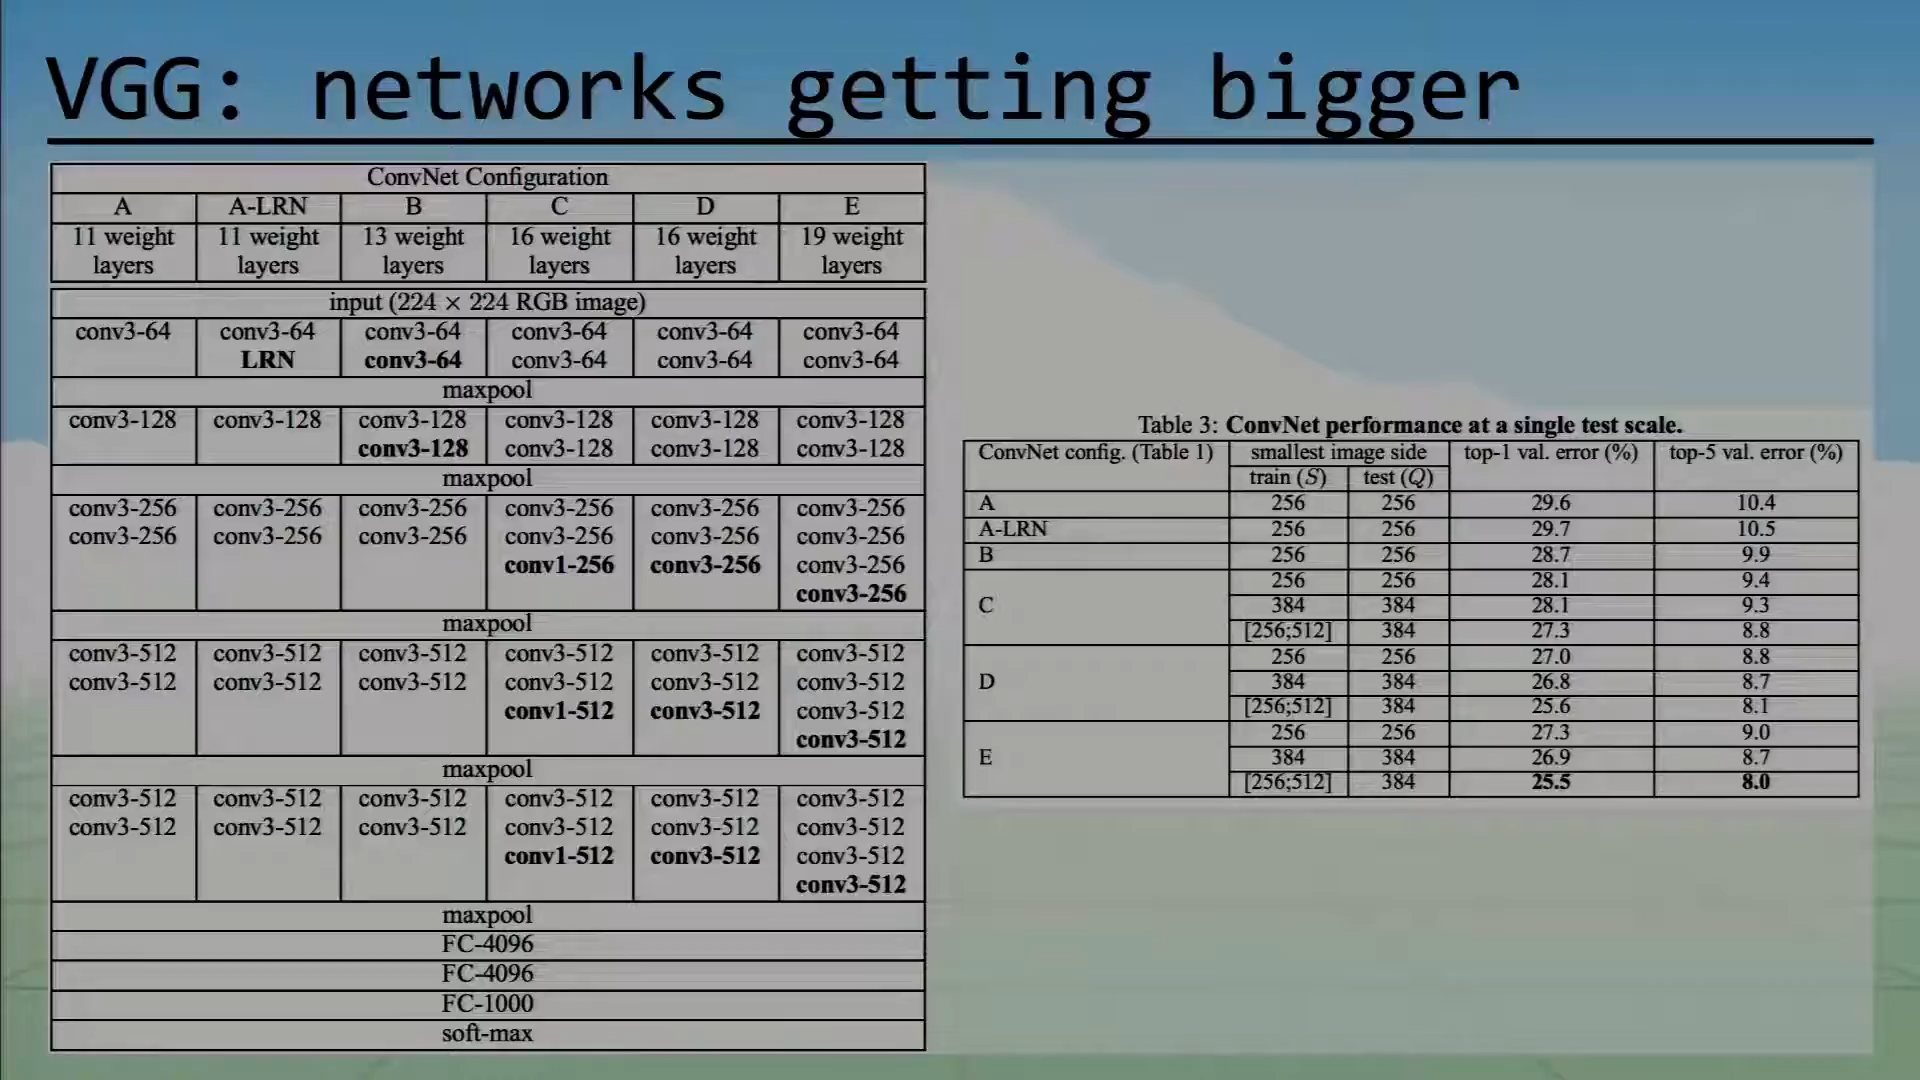 VGG: networks getting bigger
ConvNet Configuration
A A-LRN B C D E
11 weight layers 11 weight layers 13 weight layers 16 weight layers 16 weight layers 19 weight layers
input (224 × 224 RGB image)
conv3-64 conv3-64 conv3-64 conv3-64 conv3-64 conv3-64
LRN conv3-64 conv3-64 conv3-64 conv3-64
maxpool
conv3-128 conv3-128 conv3-128 conv3-128 conv3-128 conv3-128
conv3-128 conv3-128 conv3-128 conv3-128
maxpool
conv3-256 conv3-256 conv3-256 conv3-256 conv3-256 conv3-256
conv3-256 conv3-256 conv3-256 conv3-256 conv3-256 conv3-256
conv1-256 conv3-256 conv3-256
conv3-256
maxpool
conv3-512 conv3-512 conv3-512 conv3-512 conv3-512 conv3-512
conv3-512 conv3-512 conv3-512 conv3-512 conv3-512 conv3-512
conv1-512 conv3-512 conv3-512
conv3-512
maxpool
conv3-512 conv3-512 conv3-512 conv3-512 conv3-512 conv3-512
conv3-512 conv3-512 conv3-512 conv3-512 conv3-512 conv3-512
conv1-512 conv3-512 conv3-512
conv3-512
maxpool
FC-4096
FC-4096
FC-1000
soft-max
Table 3: ConvNet performance at a single test scale.
ConvNet config. (Table 1) smallest image side top-1 val. error (%) top-5 val. error (%)
train (S) test (Q)
A 256 256 29.6 10.4
A-LRN 256 256 29.7 10.5
B 256 256 28.7 9.9
C 256 256 28.1 9.4
384 384 28.1 9.3
[256;512] 384 27.3 8.8
D 256 256 27.0 8.8
384 384 26.8 8.7
[256;512] 384 25.6 8.1
E 256 256 27.3 9.0
384 384 26.9 8.7
[256;512] 384 25.5 8.0